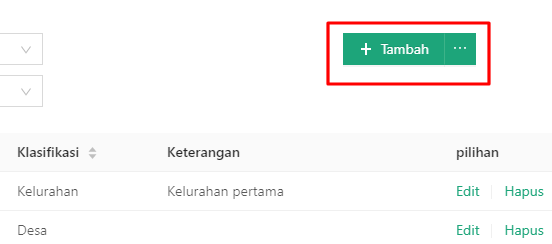 + Tambah ...
Klasifikasi Keterangan pilihan
Kelurahan Kelurahan pertama Edit Hapus
Desa Edit Hapus